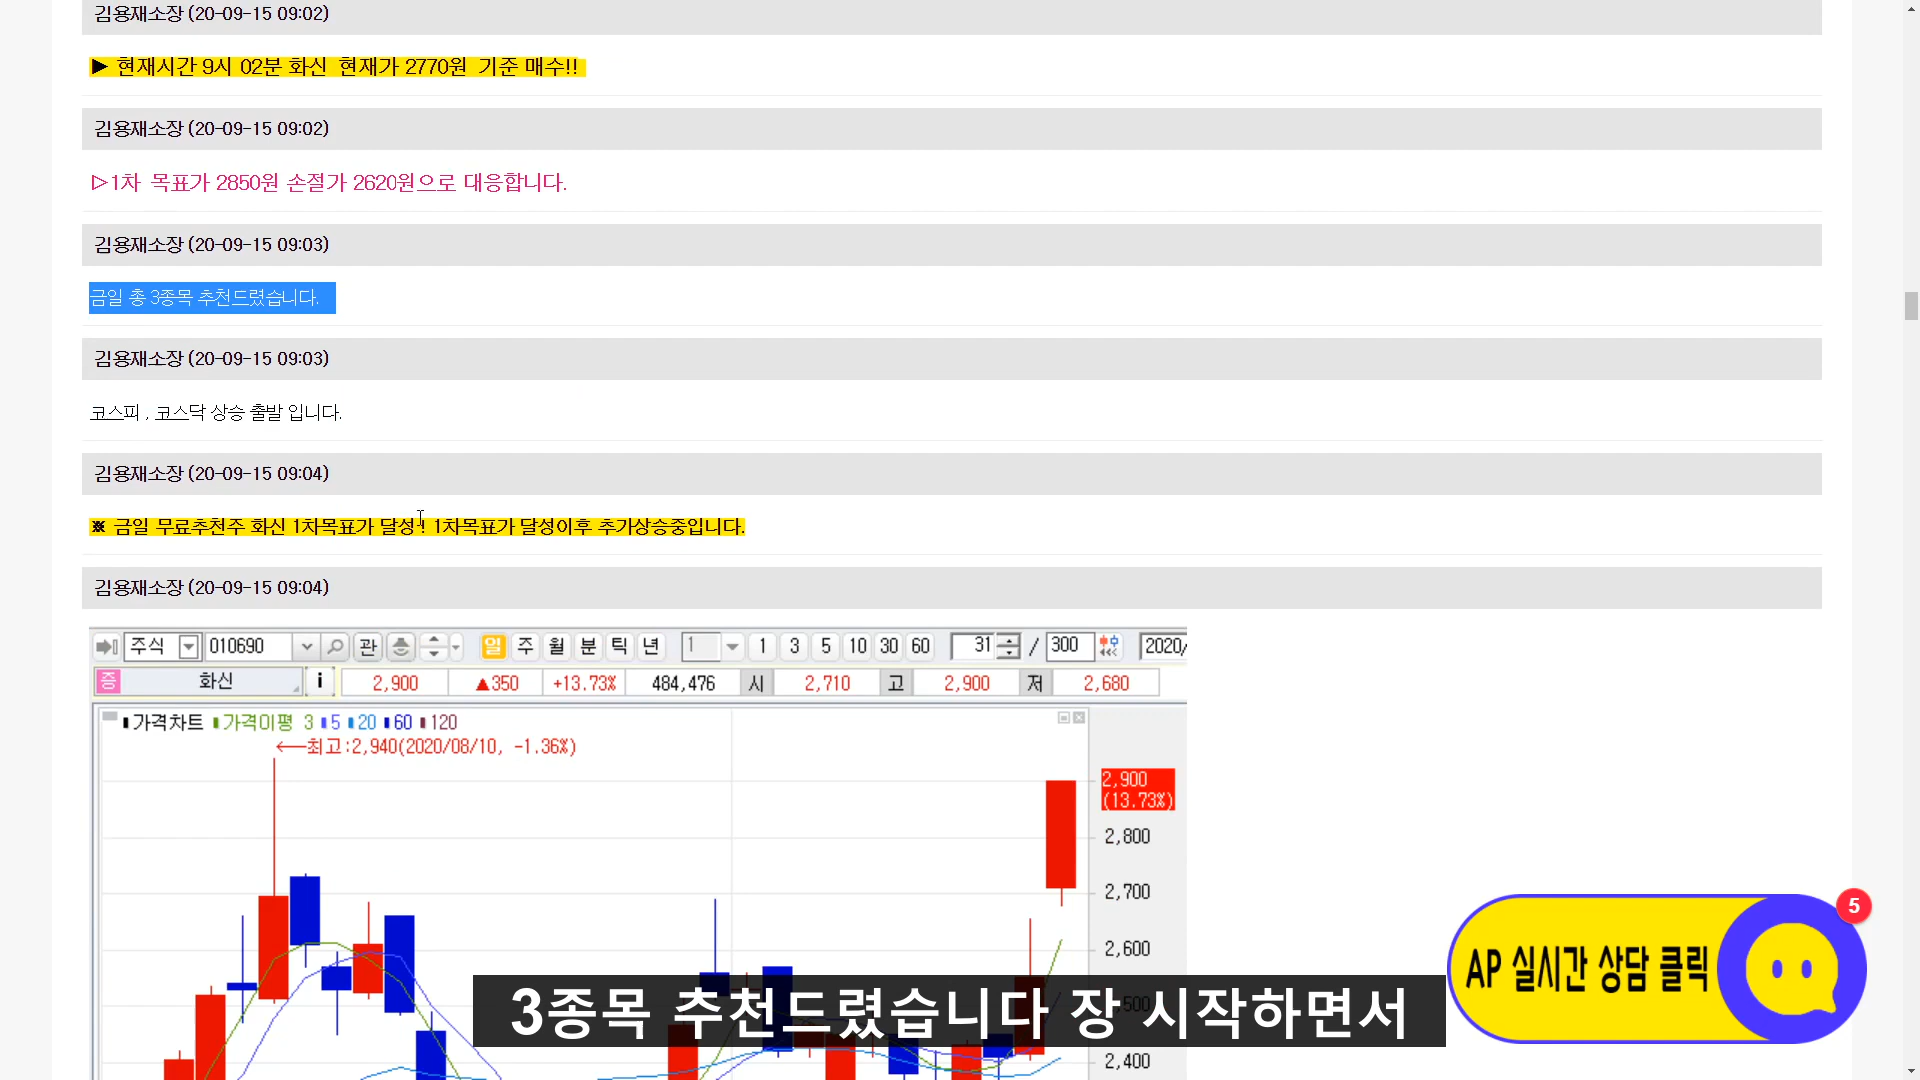 김용재소장 (20-09-15 09:02)
▶ 현재시간 9시 02분 화신 현재가 2770원 기준 매수!!
김용재소장 (20-09-15 09:02)
▷1차 목표가 2850원 손절가 2620원으로 대응합니다.
김용재소장 (20-09-15 09:03)
금일 총 3종목 추천드렸습니다.
김용재소장 (20-09-15 09:03)
코스피 , 코스닥 상승 출발 입니다.
김용재소장 (20-09-15 09:04)
※ 금일 무료추천주 화신 1차목표가 달성 ! 1차목표가 달성이후 추가상승중입니다.
김용재소장 (20-09-15 09:04)
주식 010690 관 일 주 월 분 틱 년 1 1 3 5 10 30 60 31 / 300 2020/
증 화신 i 2,900 ▲350 +13.73% 484,476 시 2,710 고 2,900 저 2,680
가격차트 가격이평 3 5 20 60 120
←최고:2,940(2020/08/10, -1.36%)
2,900
(13.73%)
2,800
2,700
2,600
2,400
5
AP 실시간 상담 클릭
3종목 추천드렸습니다 장 시작하면서